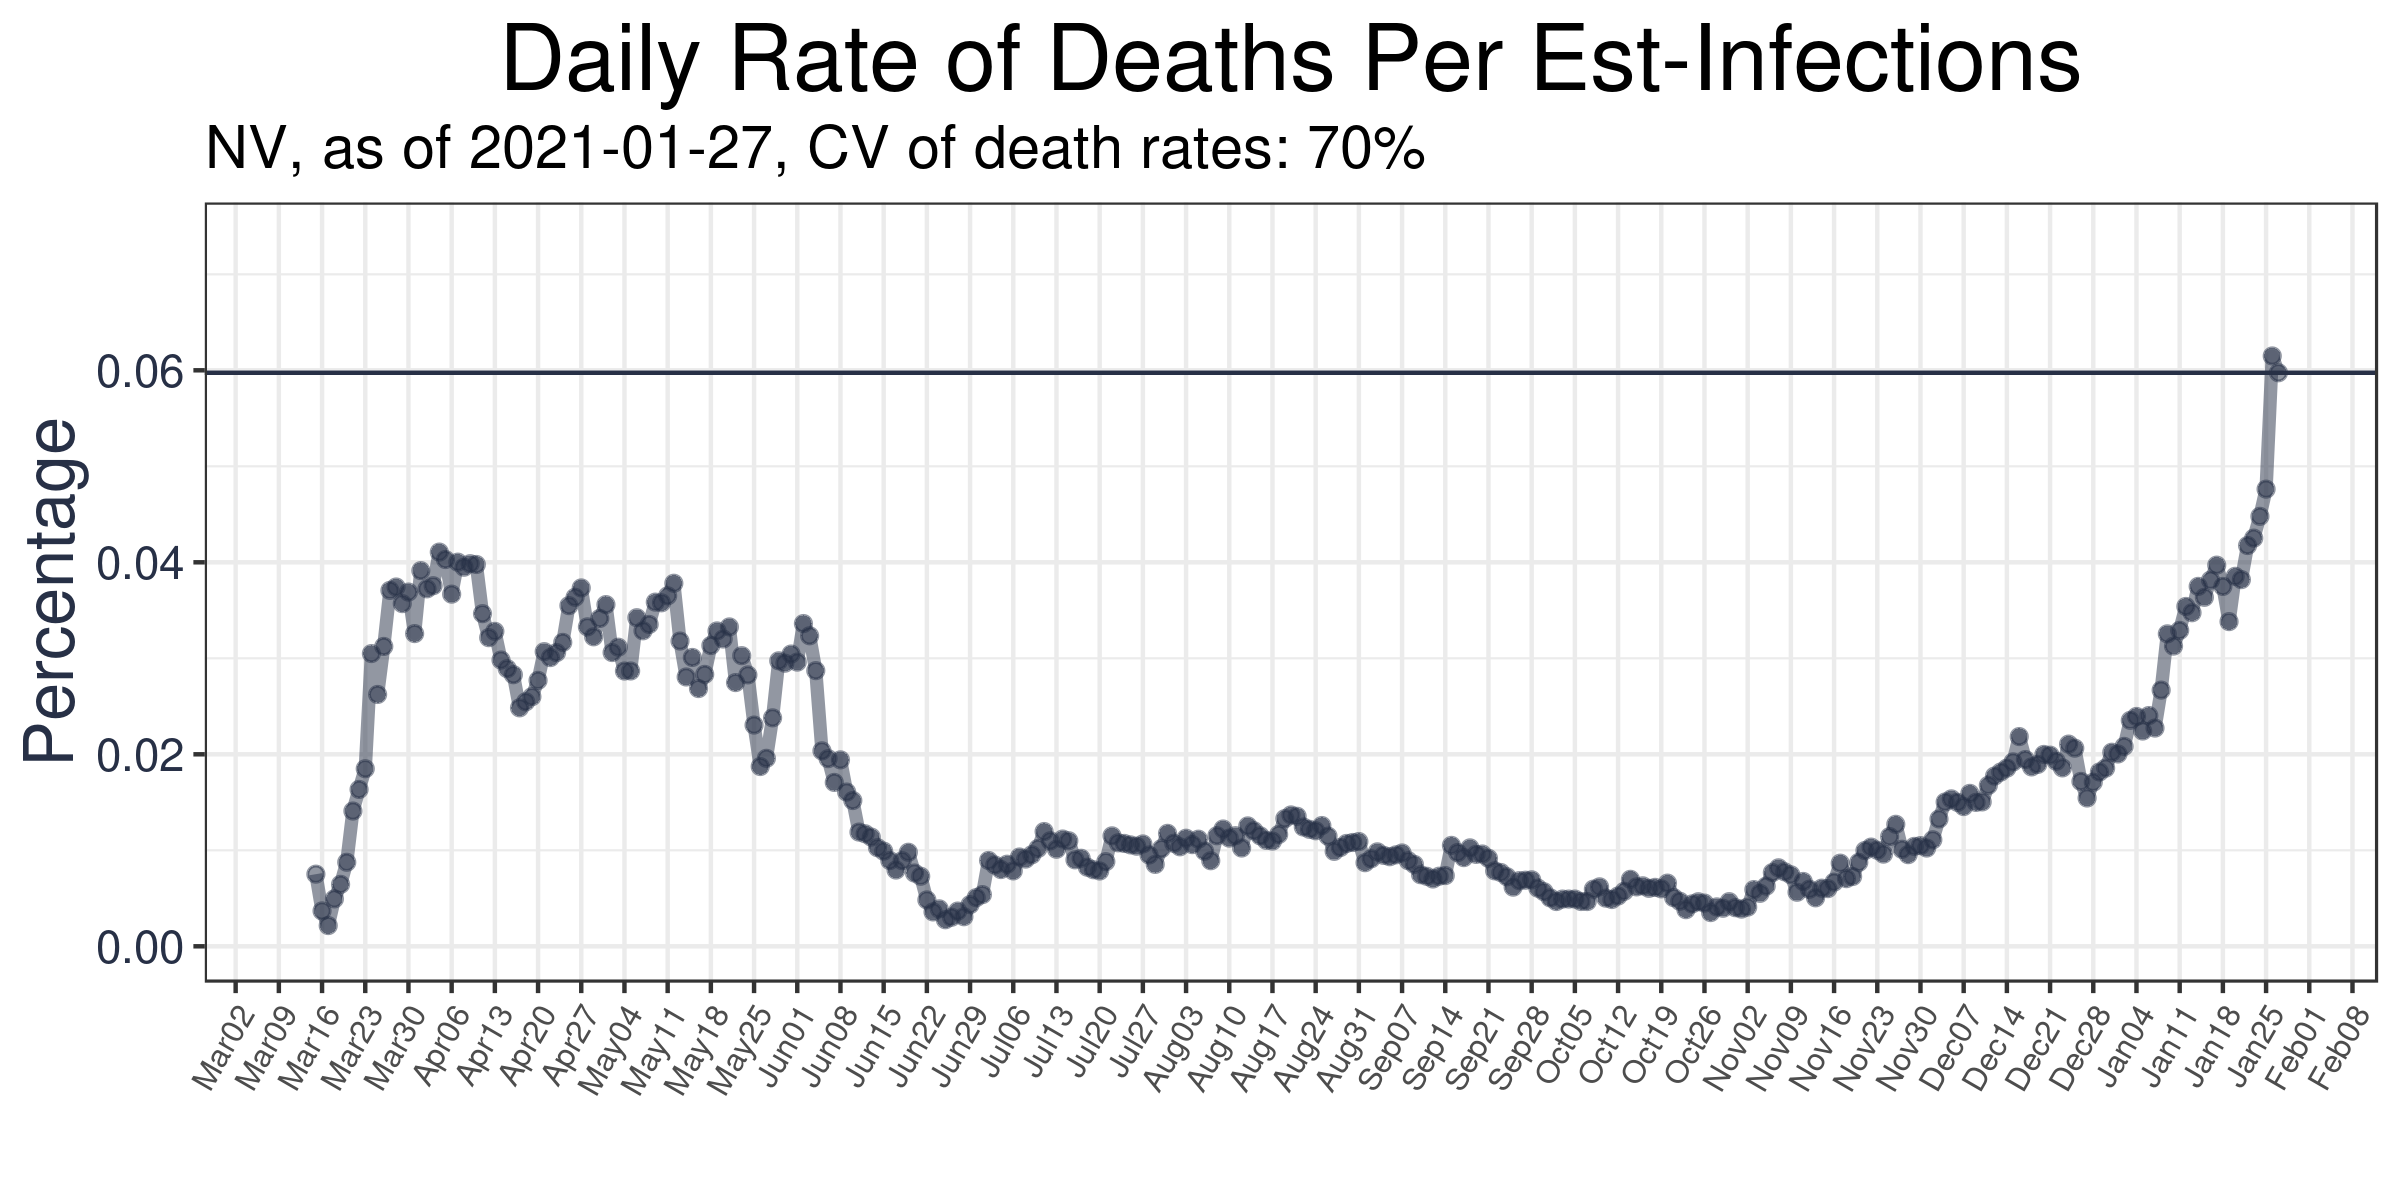 Daily Rate of Deaths Per Est-Infections
NV, as of 2021-01-27, CV of death rates: 70%
Percentage
0.06
0.04
0.02
0.00
Mar02 Mar09 Mar16 Mar23 Mar30 Apr06 Apr13 Apr20 Apr27 May04 May11 May18 May25 Jun01 Jun08 Jun15 Jun22 Jun29 Jul06 Jul13 Jul20 Jul27 Aug03 Aug10 Aug17 Aug24 Aug31 Sep07 Sep14 Sep21 Sep28 Oct05 Oct12 Oct19 Oct26 Nov02 Nov09 Nov16 Nov23 Nov30 Dec07 Dec14 Dec21 Dec28 Jan04 Jan11 Jan18 Jan25 Feb01 Feb08